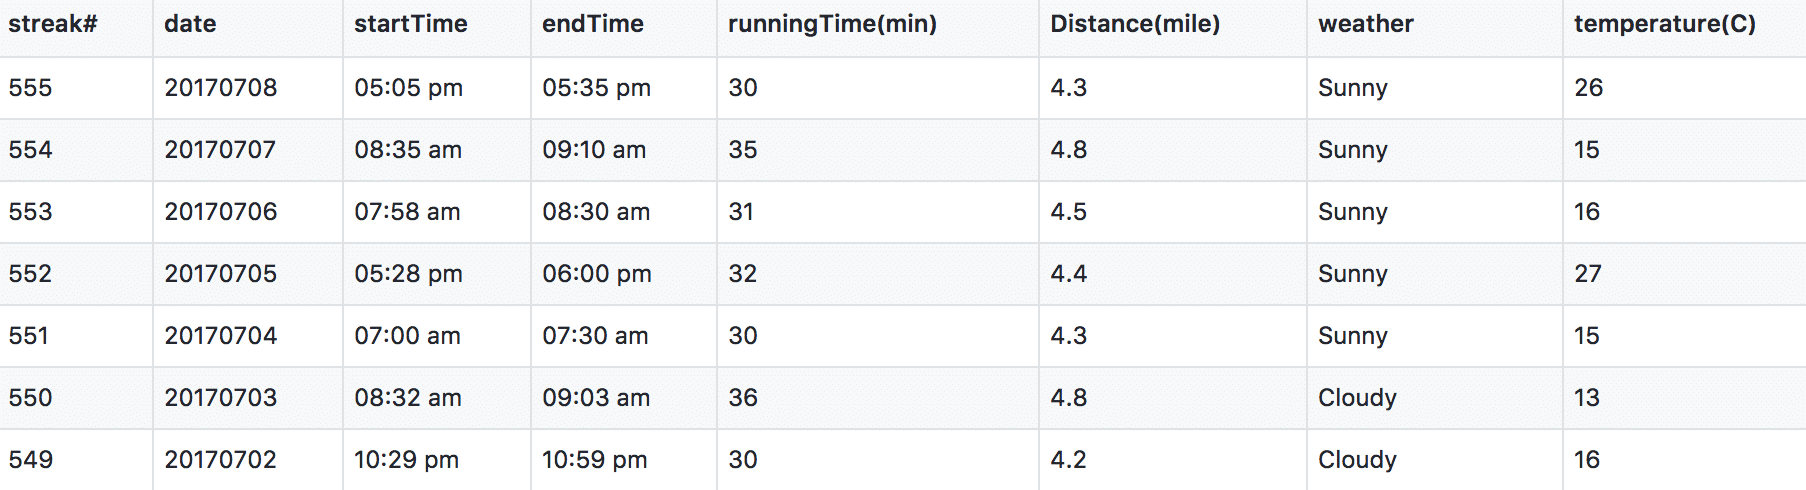 streak# date startTime endTime runningTime(min) Distance(mile) weather temperature(C)
555 20170708 05:05 pm 05:35 pm 30 4.3 Sunny 26
554 20170707 08:35 am 09:10 am 35 4.8 Sunny 15
553 20170706 07:58 am 08:30 am 31 4.5 Sunny 16
552 20170705 05:28 pm 06:00 pm 32 4.4 Sunny 27
551 20170704 07:00 am 07:30 am 30 4.3 Sunny 15
550 20170703 08:32 am 09:03 am 36 4.8 Cloudy 13
549 20170702 10:29 pm 10:59 pm 30 4.2 Cloudy 16